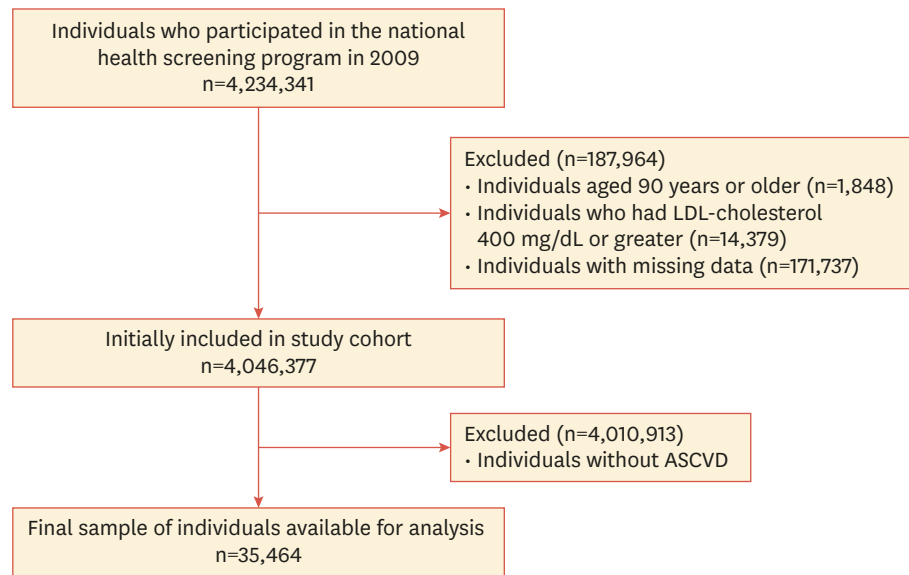 Individuals who participated in the national
health screening program in 2009
n=4,234,341
Excluded (n=187,964)
· Individuals aged 90 years or older (n=1,848)
· Individuals who had LDL-cholesterol
400 mg/dL or greater (n=14,379)
· Individuals with missing data (n=171,737)
Initially included in study cohort
n=4,046,377
Excluded (n=4,010,913)
· Individuals without ASCVD
Final sample of individuals available for analysis
n=35,464